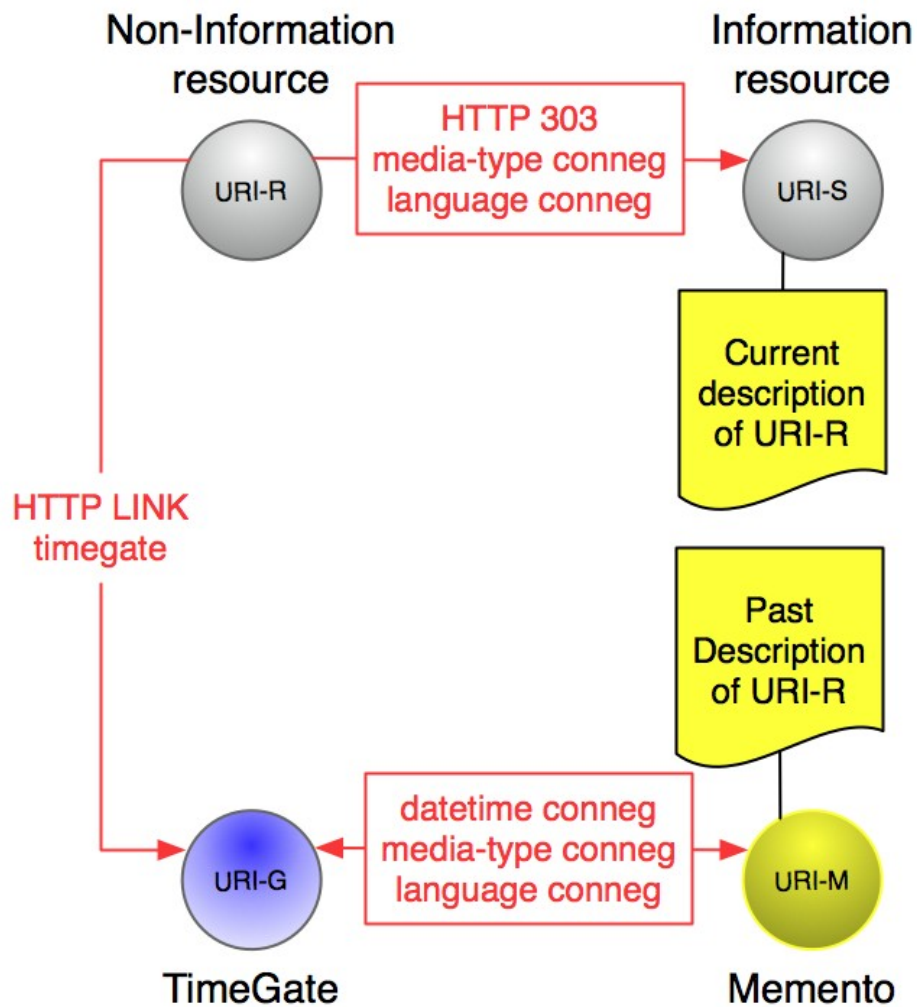 Non-Information
resource
Information
resource
HTTP 303
media-type conneg
language conneg
URI-R
URI-S
Current
description
of URI-R
HTTP LINK
timegate
Past
Description
of URI-R
datetime conneg
media-type conneg
language conneg
URI-G
URI-M
TimeGate
Memento